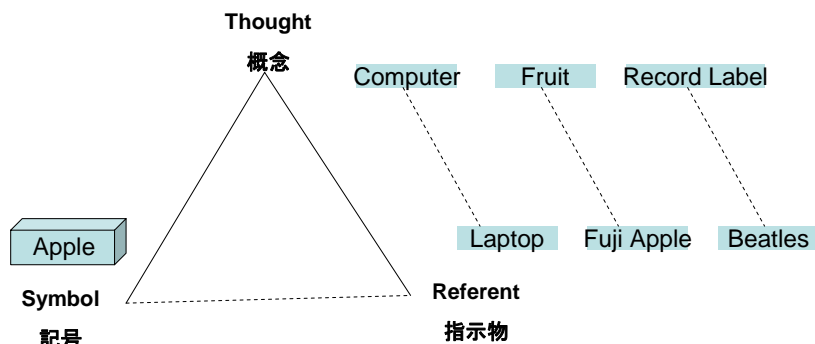 Thought
概念
Computer
Fruit
Record Label
Apple
Laptop
Fuji Apple
Beatles
Symbol
記号
Referent
指示物